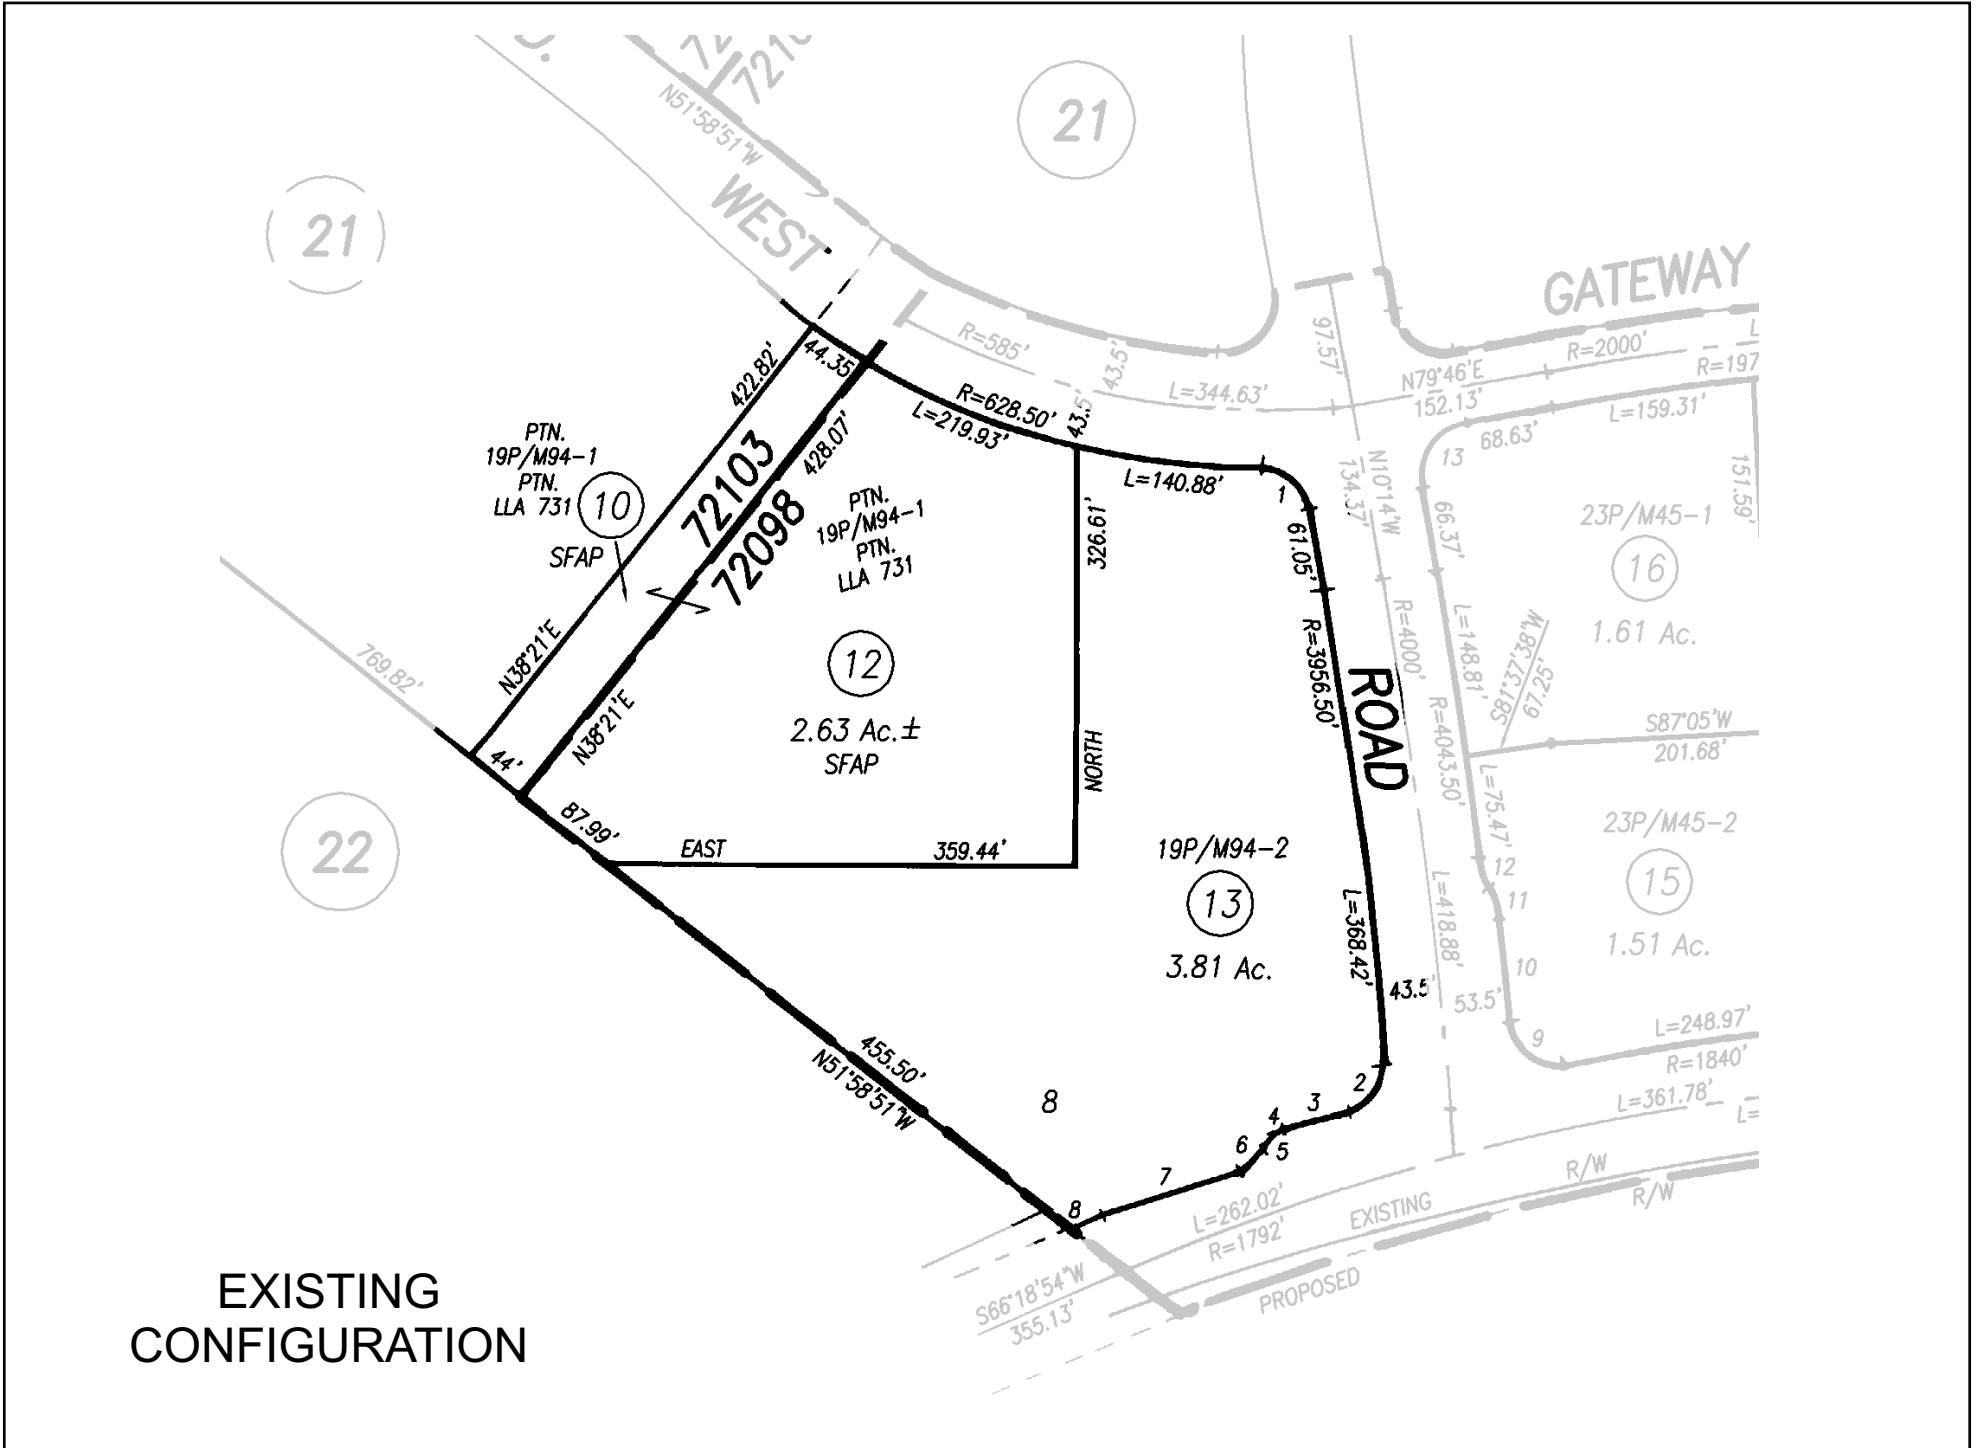 D.
72
7210
N51°58'51"W
21
21
WEST
GATEWAY
R=585'
43.5'
97.57'
L=344.63'
N79°46'E
152.13'
R=2000'
L
R=197
L=159.31'
68.63'
13
151.59'
44.35'
422.82'
R=628.50'
L=219.93'
43.5'
428.07'
L=140.88'
1
N10°14'W
134.37'
66.37'
PTN.
19P/M94-1
PTN.
LLA 731
10
SFAP
72103
72098
PTN.
19P/M94-1
PTN.
LLA 731
326.61'
61.05'
23P/M45-1
16
1.61 Ac.
R=3956.50'
R=4000'
L=148.81'
S81°37'38"W
67.25'
769.82'
N38°21'E
N38°21'E
12
2.63 Ac.±
SFAP
ROAD
R=4043.50'
S87°05'W
201.68'
44'
87.99'
NORTH
EAST
359.44'
L=75.47'
22
19P/M94-2
13
3.81 Ac.
L=368.42'
L=418.88'
43.5'
53.5'
12
11
10
9
23P/M45-2
15
1.51 Ac.
L=248.97'
R=1840'
L=361.78'
L=
455.50'
N51°58'51"W
8
2
3
4
5
6
7
8
L=262.02'
R=1792'
EXISTING
R/W
R/W
PROPOSED
S66°18'54"W
355.13'
EXISTING
CONFIGURATION